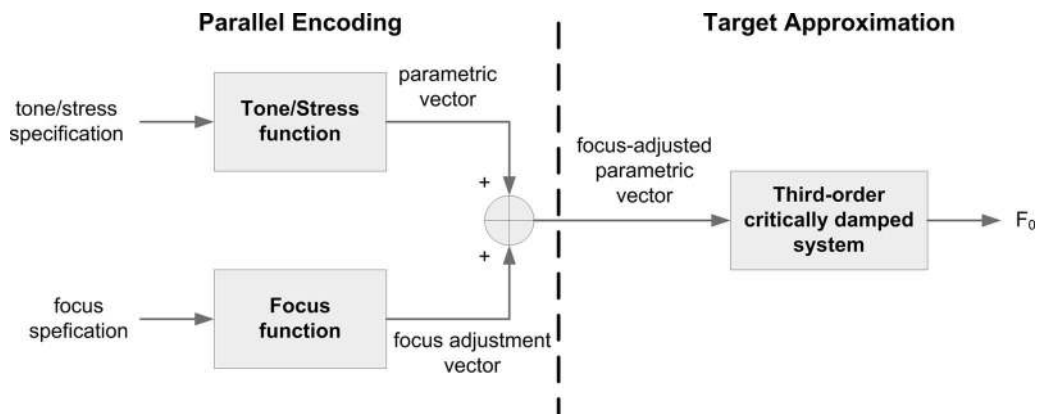 Parallel Encoding
Target Approximation
tone/stress
specification
Tone/Stress
function
parametric
vector
+
focus-adjusted
parametric
vector
Third-order
critically damped
system
F₀
+
focus
spefication
Focus
function
focus adjustment
vector